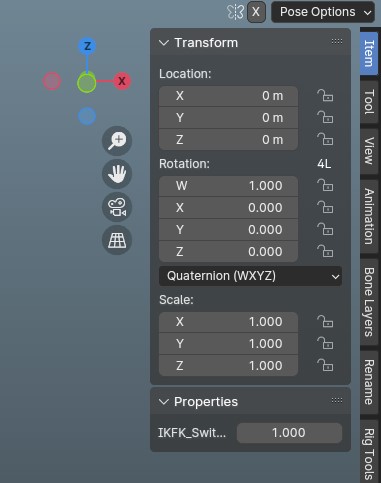 X
Pose Options
Z
X
Transform
Location:
X 0 m
Y 0 m
Z 0 m
Rotation: 4L
W 1.000
X 0.000
Y 0.000
Z 0.000
Quaternion (WXYZ)
Scale:
X 1.000
Y 1.000
Z 1.000
Properties
IKFK_Swit... 1.000
Item
Tool
View
Animation
Bone Layers
Rename
Rig Tools